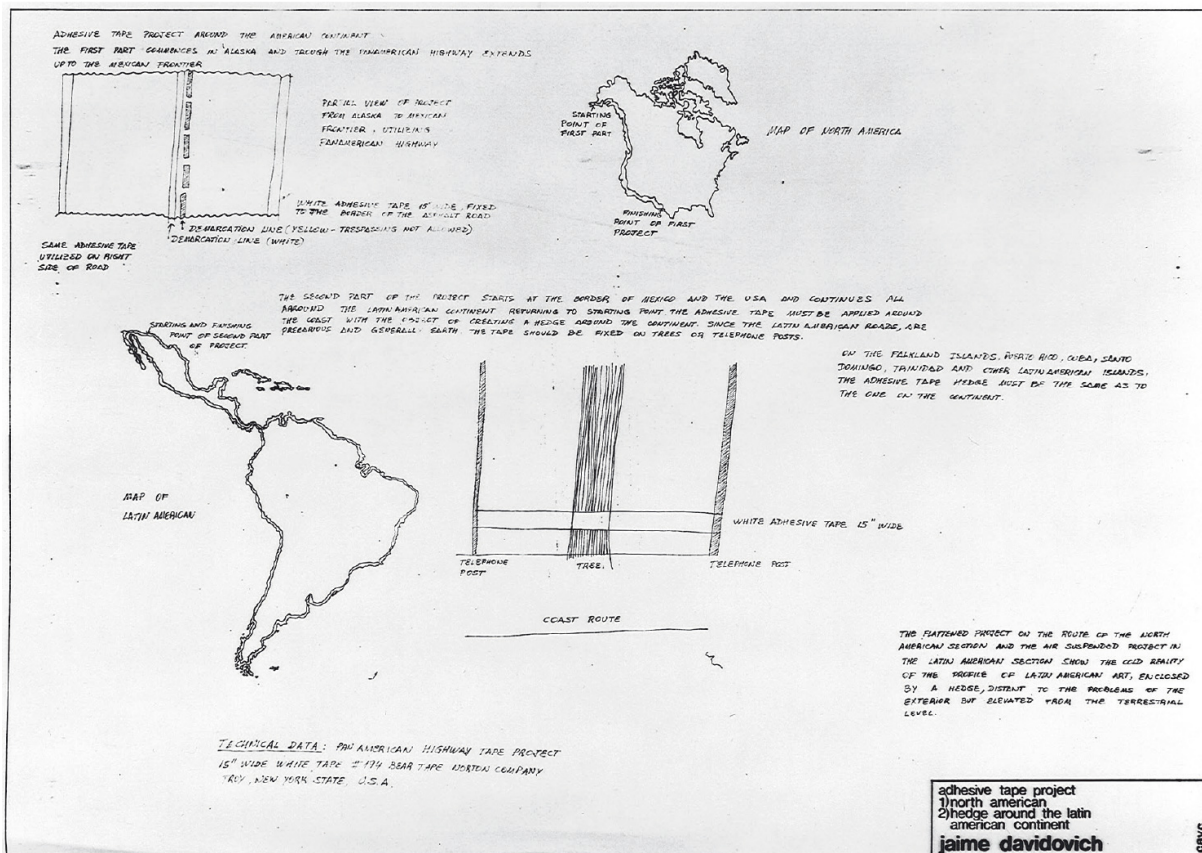 ADHESIVE TAPE PROJECT AROUND THE AMERICAN CONTINENT
THE FIRST PART COMMENCES IN ALASKA AND TROUGH THE PANAMERICAN HIGHWAY EXTENDS
UPTO THE MEXICAN FRONTIER
PARTIAL VIEW OF PROJECT
FROM ALASKA TO MEXICAN
FRONTIER, UTILIZING
PANAMERICAN HIGHWAY
WHITE ADHESIVE TAPE 15" WIDE, FIXED
TO THE BORDER OF THE ASPHALT ROAD
DEMARCATION LINE (YELLOW-TRESPASSING NOT ALLOWED)
DEMARCATION LINE (WHITE)
SAME ADHESIVE TAPE
UTILIZED ON RIGHT
SIDE OF ROAD
STARTING
POINT OF
FIRST PART
MAP OF NORTH AMERICA
FINISHING
POINT OF FIRST
PROJECT
THE SECOND PART OF THE PROJECT STARTS AT THE BORDER OF MEXICO AND THE USA AND CONTINUES ALL
AROUND THE LATIN AMERICAN CONTINENT RETURNING TO STARTING POINT. THE ADHESIVE TAPE MUST BE APPLIED AROUND
THE COAST WITH THE OBJECT OF CREATING A HEDGE AROUND THE CONTINENT. SINCE THE LATIN AMERICAN ROADS, ARE
PRECARIOUS AND GENERALL- EARTH THE TAPE SHOULD BE FIXED ON TREES OR TELEPHONE POSTS.
STARTING AND FINISHING
POINT OF SECOND PART
OF PROJECT
ON THE FALKLAND ISLANDS, PUERTO RICO, CUBA, SANTO
DOMINGO, TRINIDAD AND OTHER LATIN AMERICAN ISLANDS,
THE ADHESIVE TAPE HEDGE MUST BE THE SAME AS TO
THE ONE ON THE CONTINENT.
MAP OF
LATIN AMERICAN
WHITE ADHESIVE TAPE 15" WIDE
TELEPHONE
POST
TREE.
TELEPHONE POST
COAST ROUTE
THE FLATTENED PROJECT ON THE ROUTE OF THE NORTH
AMERICAN SECTION AND THE AIR SUSPENDED PROJECT IN
THE LATIN AMERICAN SECTION SHOW THE COLD REALITY
OF THE PROFILE OF LATIN AMERICAN ART, ENCLOSED
BY A HEDGE, DISTENT TO THE PROBLEMS OF THE
EXTERIOR BUT ELEVATED FROM THE TERRESTRIAL
LEVEL.
TECHNICAL DATA: PANAMERICAN HIGHWAY TAPE PROJECT
15" WIDE WHITE TAPE #174 BEAR TAPE NORTON COMPANY
TROY, NEW YORK STATE, U.S.A.
adhesive tape project
1)north american
2)hedge around the latin
american continent
jaime davidovich